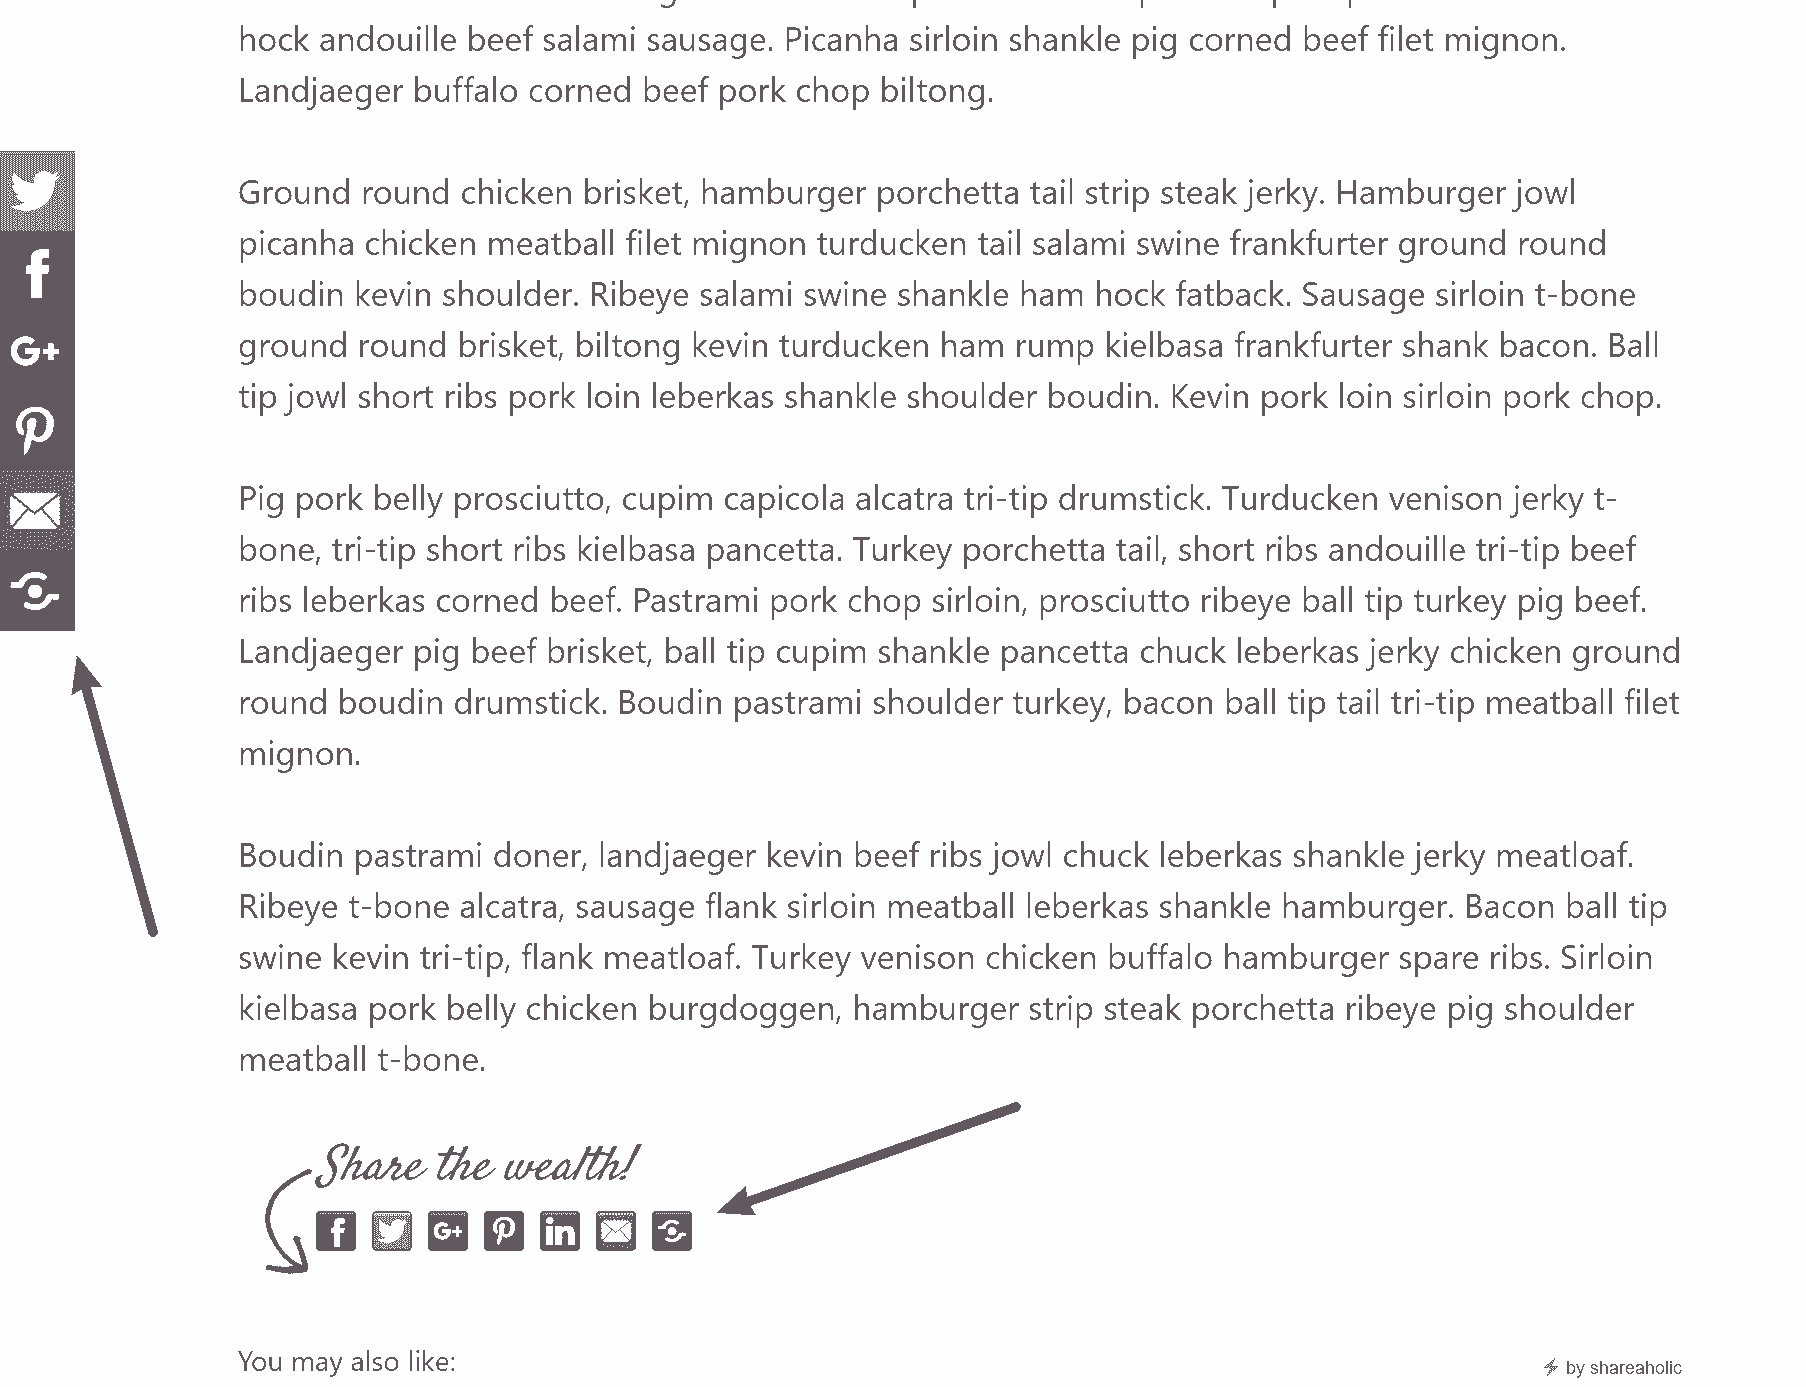 hock andouille beef salami sausage. Picanha sirloin shankle pig corned beef filet mignon.
Landjaeger buffalo corned beef pork chop biltong.
Ground round chicken brisket, hamburger porchetta tail strip steak jerky. Hamburger jowl
picanha chicken meatball filet mignon turducken tail salami swine frankfurter ground round
boudin kevin shoulder. Ribeye salami swine shankle ham hock fatback. Sausage sirloin t-bone
ground round brisket, biltong kevin turducken ham rump kielbasa frankfurter shank bacon. Ball
tip jowl short ribs pork loin leberkas shankle shoulder boudin. Kevin pork loin sirloin pork chop.
Pig pork belly prosciutto, cupim capicola alcatra tri-tip drumstick. Turducken venison jerky t-
bone, tri-tip short ribs kielbasa pancetta. Turkey porchetta tail, short ribs andouille tri-tip beef
ribs leberkas corned beef. Pastrami pork chop sirloin, prosciutto ribeye ball tip turkey pig beef.
Landjaeger pig beef brisket, ball tip cupim shankle pancetta chuck leberkas jerky chicken ground
round boudin drumstick. Boudin pastrami shoulder turkey, bacon ball tip tail tri-tip meatball filet
mignon.
Boudin pastrami doner, landjaeger kevin beef ribs jowl chuck leberkas shankle jerky meatloaf.
Ribeye t-bone alcatra, sausage flank sirloin meatball leberkas shankle hamburger. Bacon ball tip
swine kevin tri-tip, flank meatloaf. Turkey venison chicken buffalo hamburger spare ribs. Sirloin
kielbasa pork belly chicken burgdoggen, hamburger strip steak porchetta ribeye pig shoulder
meatball t-bone.
Share the wealth!
You may also like:
by shareaholic